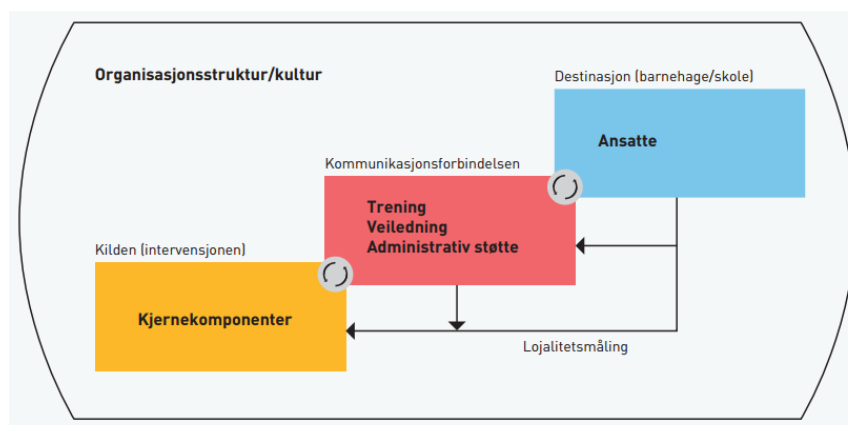 Organisasjonsstruktur/kultur
Destinasjon (barnehage/skole)
Ansatte
Kommunikasjonsforbindelsen
Trening
Veiledning
Administrativ støtte
Kilden (intervensjonen)
Kjernekomponenter
Lojalitetsmåling